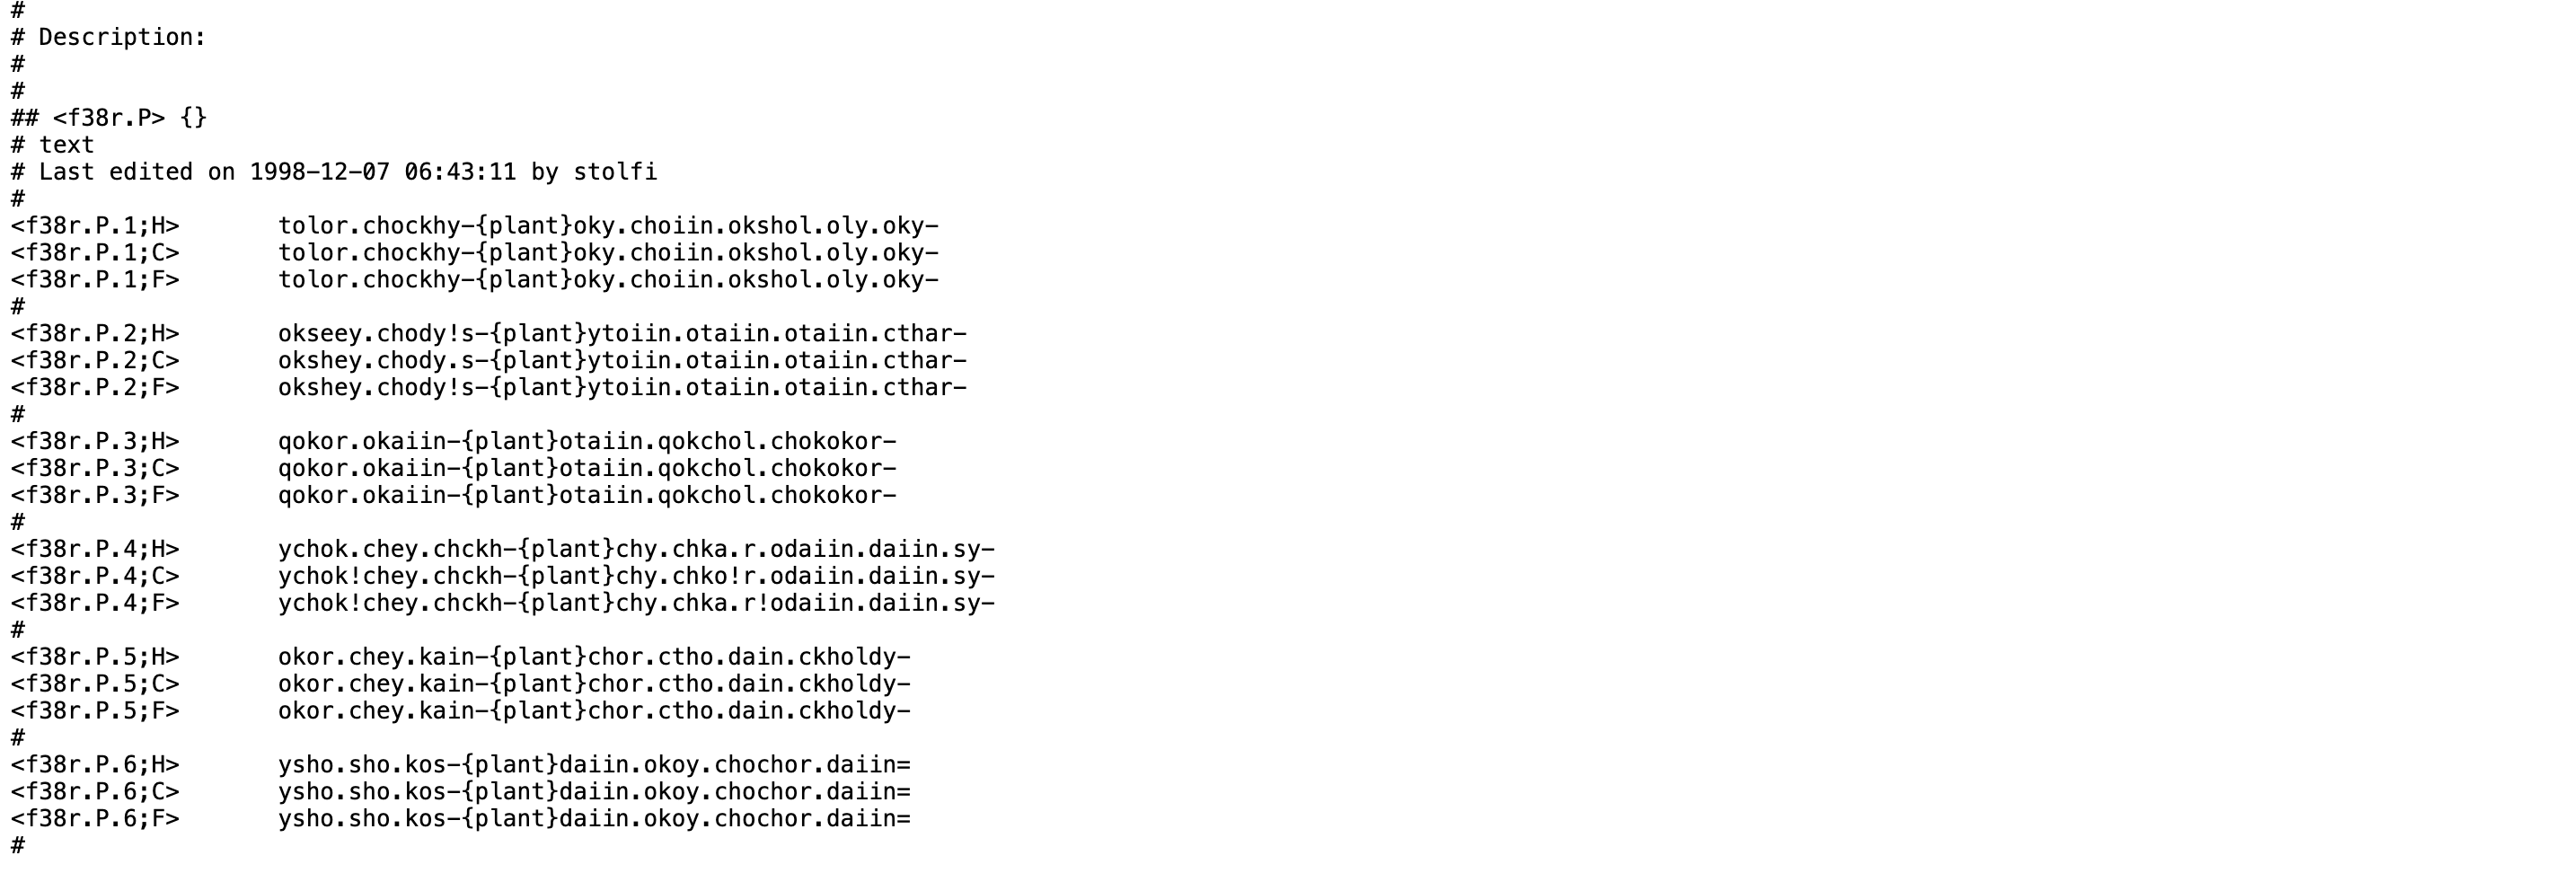 #
# Description:
#
#
## <f38r.P> {}
# text
# Last edited on 1998-12-07 06:43:11 by stolfi
#
<f38r.P.1;H>       tolor.chockhy-{plant}oky.choiin.okshol.oly.oky-
<f38r.P.1;C>       tolor.chockhy-{plant}oky.choiin.okshol.oly.oky-
<f38r.P.1;F>       tolor.chockhy-{plant}oky.choiin.okshol.oly.oky-
#
<f38r.P.2;H>       okseey.chody!s-{plant}ytoiin.otaiin.otaiin.cthar-
<f38r.P.2;C>       okshey.chody.s-{plant}ytoiin.otaiin.otaiin.cthar-
<f38r.P.2;F>       okshey.chody!s-{plant}ytoiin.otaiin.otaiin.cthar-
#
<f38r.P.3;H>       qokor.okaiin-{plant}otaiin.qokchol.chokokor-
<f38r.P.3;C>       qokor.okaiin-{plant}otaiin.qokchol.chokokor-
<f38r.P.3;F>       qokor.okaiin-{plant}otaiin.qokchol.chokokor-
#
<f38r.P.4;H>       ychok.chey.chckh-{plant}chy.chka.r.odaiin.daiin.sy-
<f38r.P.4;C>       ychok!chey.chckh-{plant}chy.chko!r.odaiin.daiin.sy-
<f38r.P.4;F>       ychok!chey.chckh-{plant}chy.chka.r!odaiin.daiin.sy-
#
<f38r.P.5;H>       okor.chey.kain-{plant}chor.ctho.dain.ckholdy-
<f38r.P.5;C>       okor.chey.kain-{plant}chor.ctho.dain.ckholdy-
<f38r.P.5;F>       okor.chey.kain-{plant}chor.ctho.dain.ckholdy-
#
<f38r.P.6;H>       ysho.sho.kos-{plant}daiin.okoy.chochor.daiin=
<f38r.P.6;C>       ysho.sho.kos-{plant}daiin.okoy.chochor.daiin=
<f38r.P.6;F>       ysho.sho.kos-{plant}daiin.okoy.chochor.daiin=
#